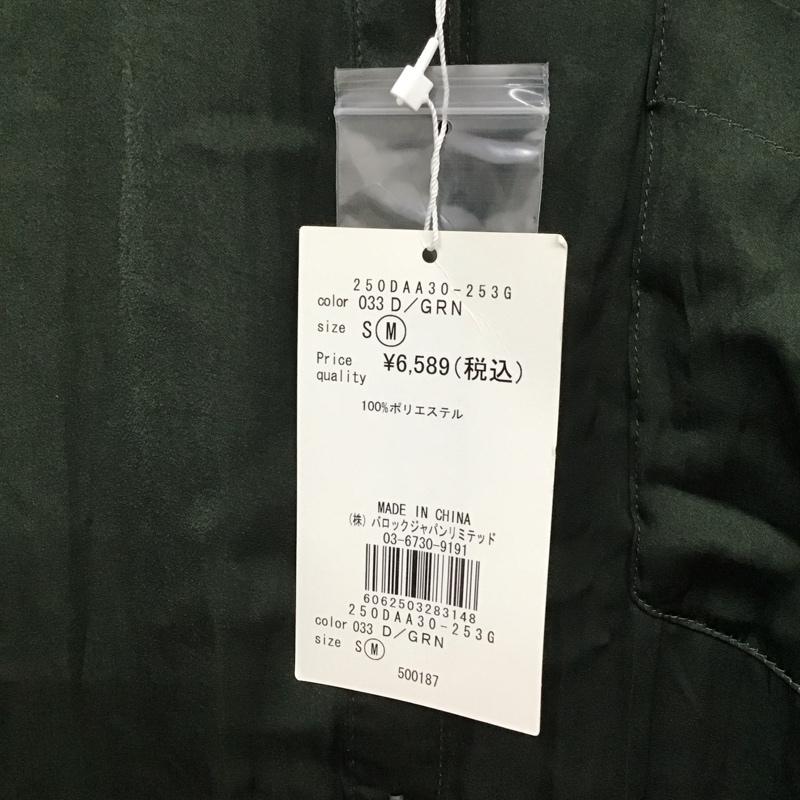 250DAA30-253G
color 033 D/GRN
size S M
Price ¥6,589(税込)
quality
100%ポリエステル
MADE IN CHINA
(株) バロックジャパンリミテッド
03-6730-9191
6062503283148
250DAA30-253G
color 033 D/GRN
size S M
500187